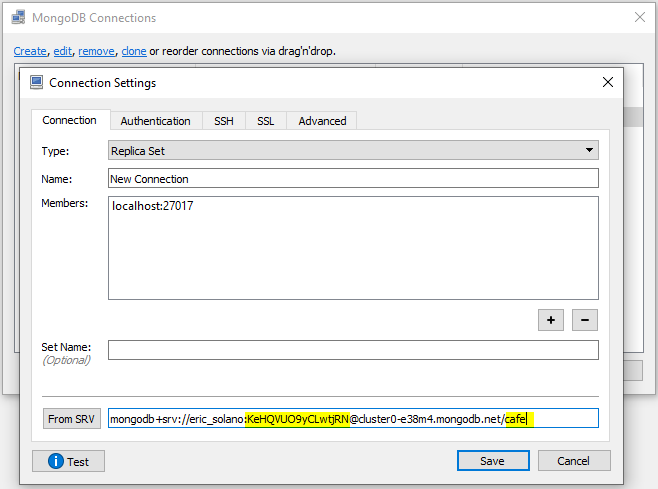 MongoDB Connections
Create, edit, remove, clone or reorder connections via drag'n'drop.
Connection Settings
Connection Authentication SSH SSL Advanced
Type: Replica Set
Name: New Connection
Members: localhost:27017
+ −
Set Name:
(Optional)
From SRV mongodb+srv://eric_solano:KeHQVUO9yCLwtjRN@cluster0-e38m4.mongodb.net/cafe
Test Save Cancel